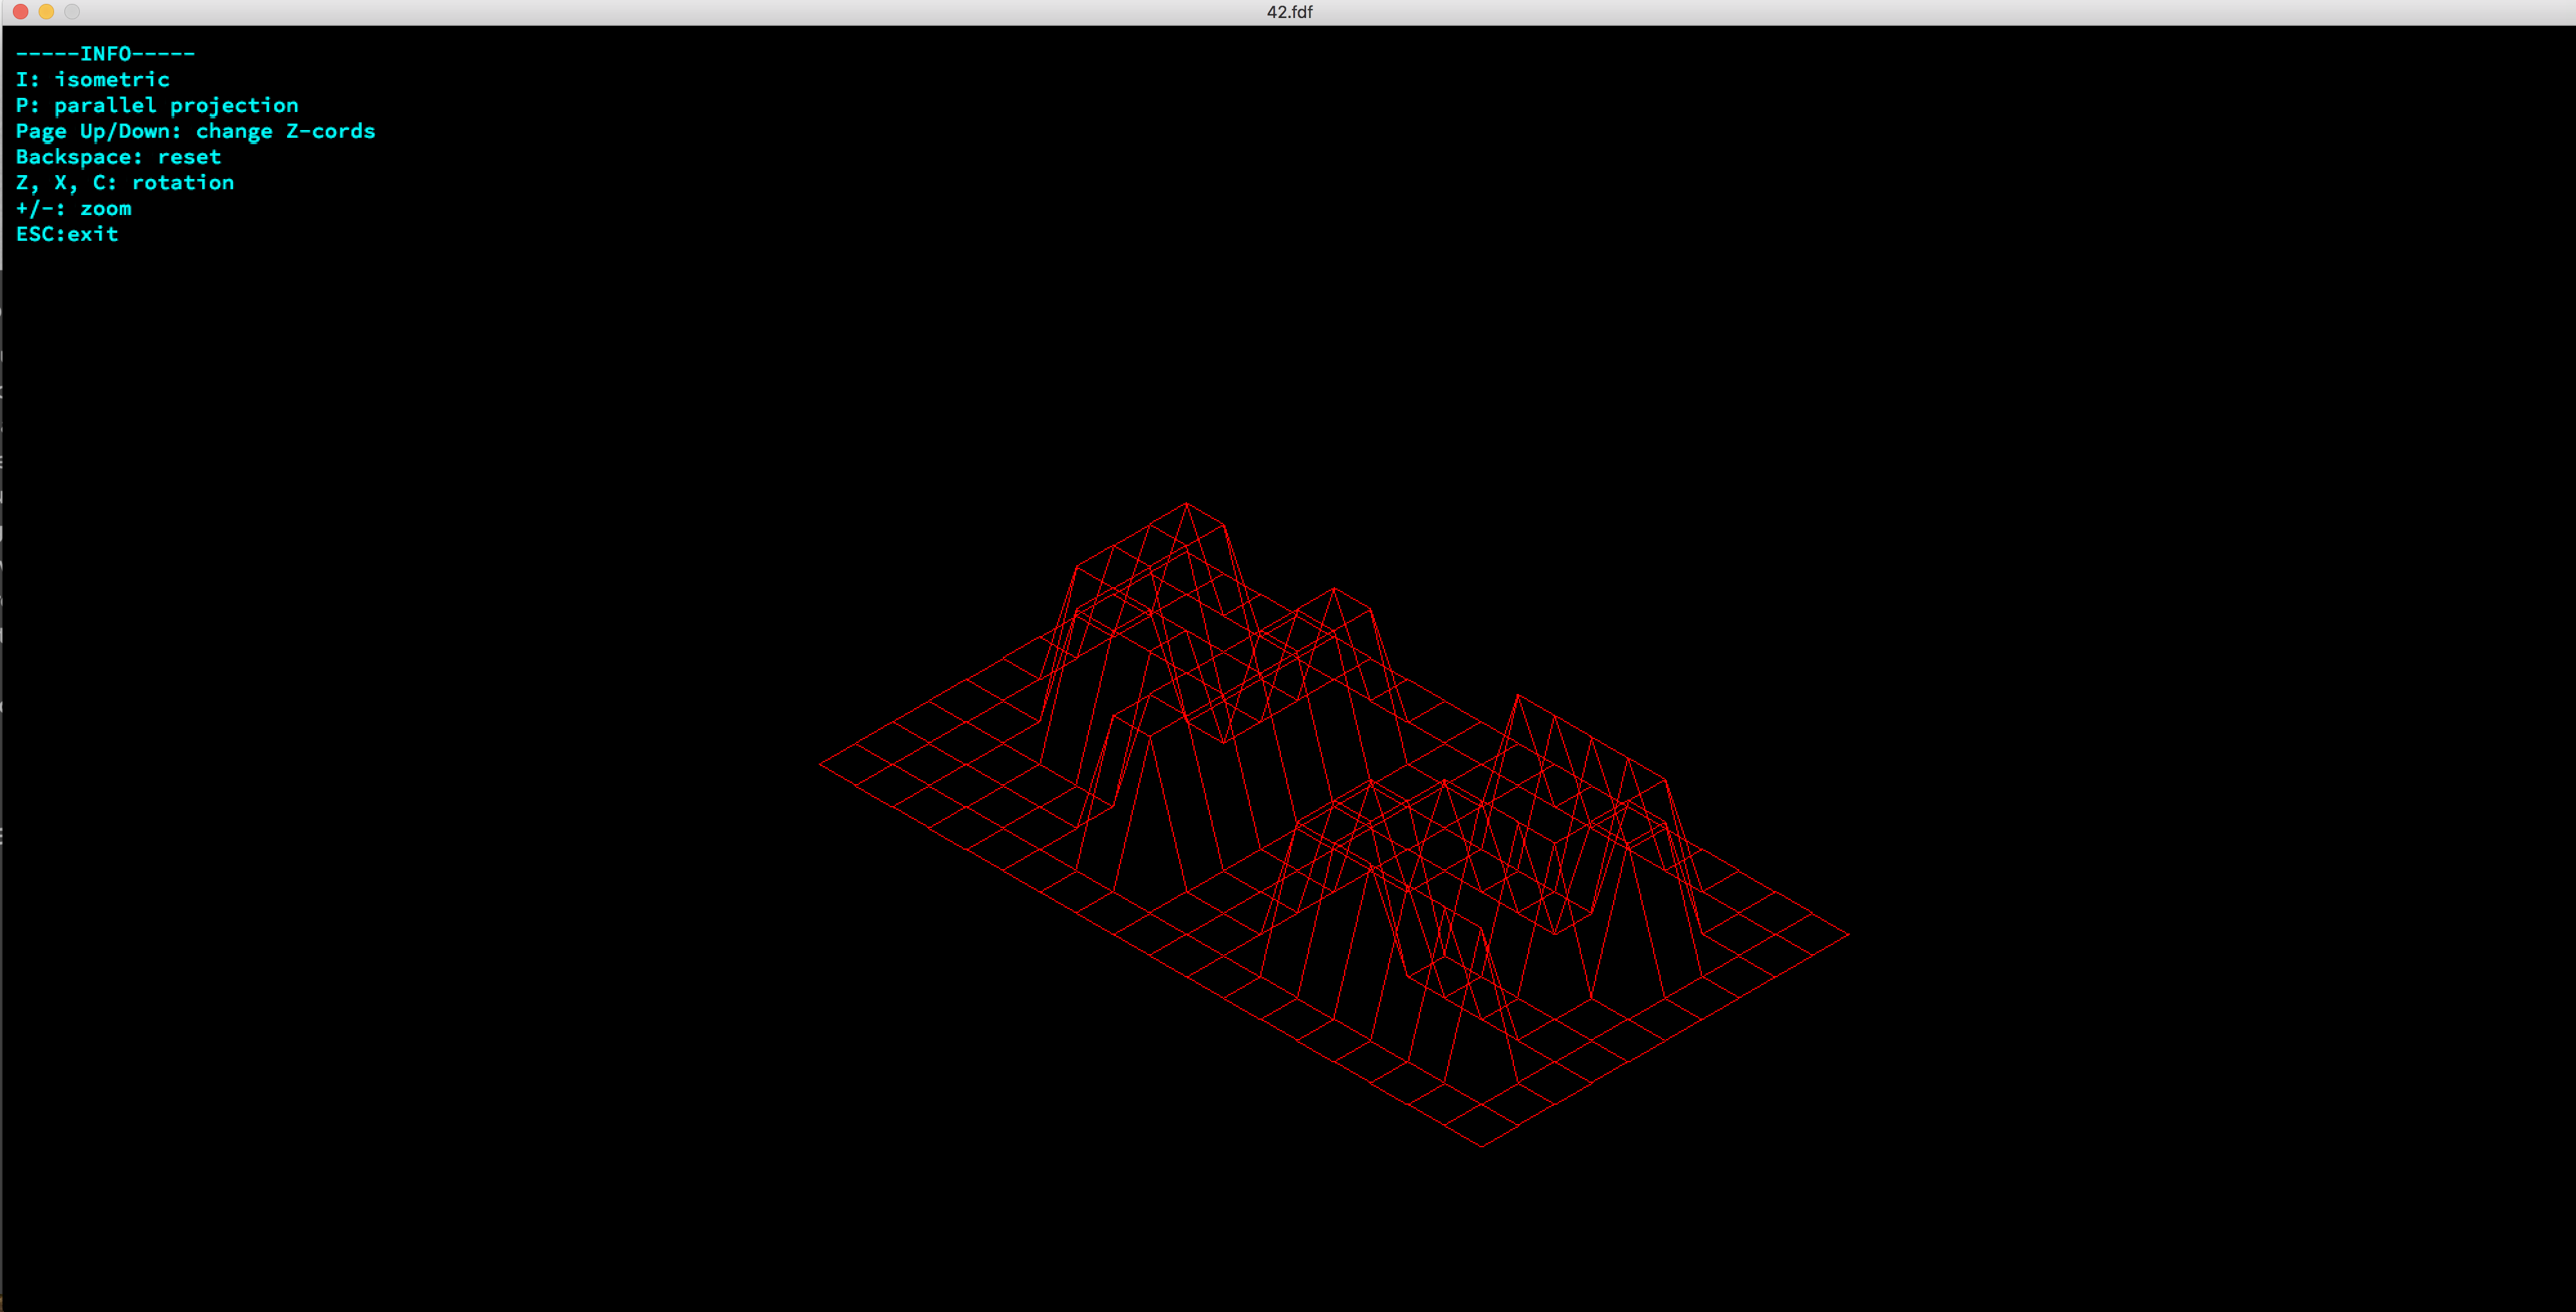 42.fdf
-----INFO-----
I: isometric
P: parallel projection
Page Up/Down: change Z-cords
Backspace: reset
Z, X, C: rotation
+/-: zoom
ESC:exit